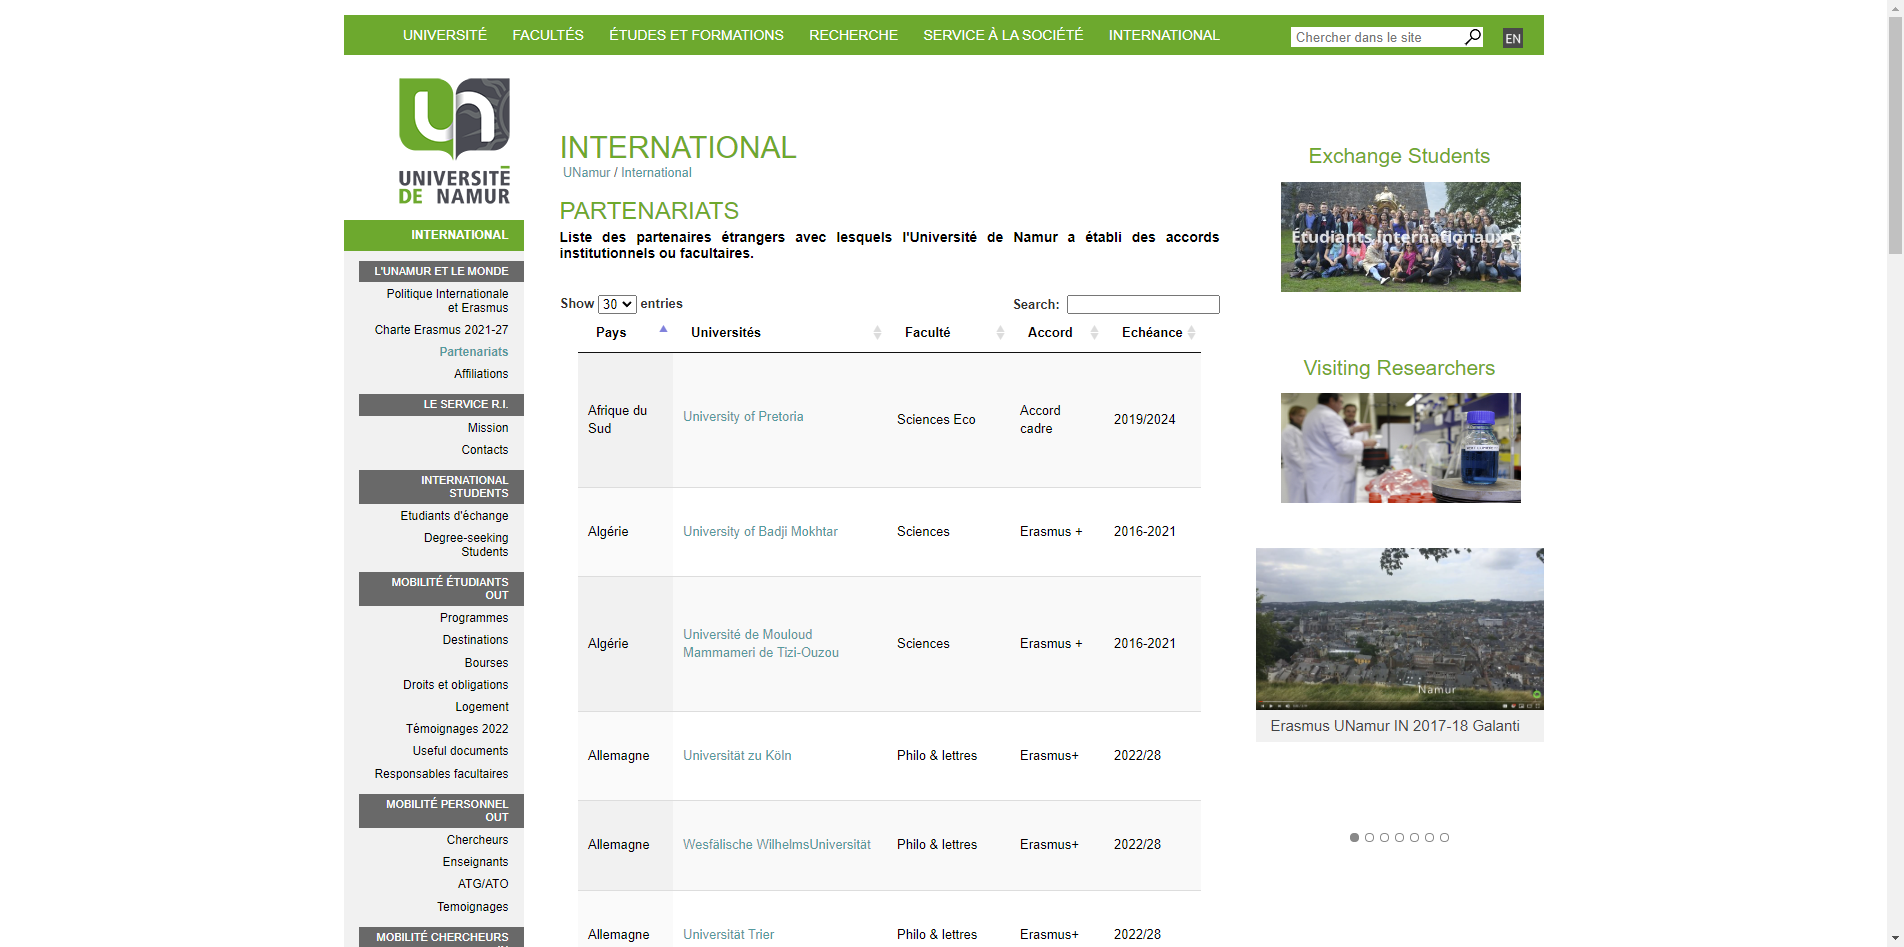 UNIVERSITÉ FACULTÉS ÉTUDES ET FORMATIONS RECHERCHE SERVICE À LA SOCIÉTÉ INTERNATIONAL
Chercher dans le site
EN
UNIVERSITÉ
DE NAMUR
INTERNATIONAL
L'UNAMUR ET LE MONDE
Politique Internationale
et Erasmus
Charte Erasmus 2021-27
Partenariats
Affiliations
LE SERVICE R.I.
Mission
Contacts
INTERNATIONAL
STUDENTS
Etudiants d'échange
Degree-seeking
Students
MOBILITÉ ÉTUDIANTS
OUT
Programmes
Destinations
Bourses
Droits et obligations
Logement
Témoignages 2022
Useful documents
Responsables facultaires
MOBILITÉ PERSONNEL
OUT
Chercheurs
Enseignants
ATG/ATO
Temoignages
MOBILITÉ CHERCHEURS
INTERNATIONAL
UNamur / International
PARTENARIATS
Liste des partenaires étrangers avec lesquels l'Université de Namur a établi des accords
institutionnels ou facultaires.
Show 30 entries
Search:
Pays Universités Faculté Accord Echéance
Afrique du
Sud
University of Pretoria
Sciences Eco
Accord
cadre
2019/2024
Algérie University of Badji Mokhtar Sciences Erasmus + 2016-2021
Algérie
Université de Mouloud
Mammameri de Tizi-Ouzou
Sciences
Erasmus +
2016-2021
Allemagne Universität zu Köln Philo & lettres Erasmus+ 2022/28
Allemagne Wesfälische WilhelmsUniversität Philo & lettres Erasmus+ 2022/28
Allemagne Universität Trier Philo & lettres Erasmus+ 2022/28
Exchange Students
Étudiants internationaux
Visiting Researchers
Namur
Erasmus UNamur IN 2017-18 Galanti